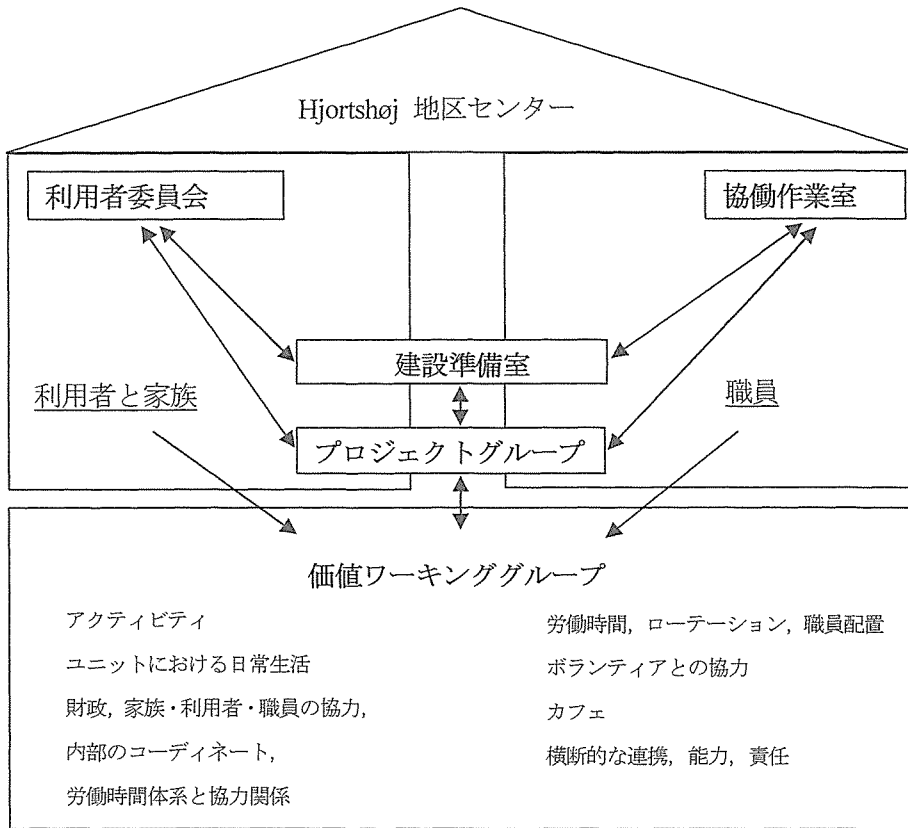 Hjortshøj 地区センター
利用者委員会
協働作業室
建設準備室
利用者と家族
職員
プロジェクトグループ
価値ワーキンググループ
アクティビティ
ユニットにおける日常生活
財政, 家族・利用者・職員の協力,
内部のコーディネート,
労働時間体系と協力関係
労働時間, ローテーション, 職員配置
ボランティアとの協力
カフェ
横断的な連携, 能力, 責任